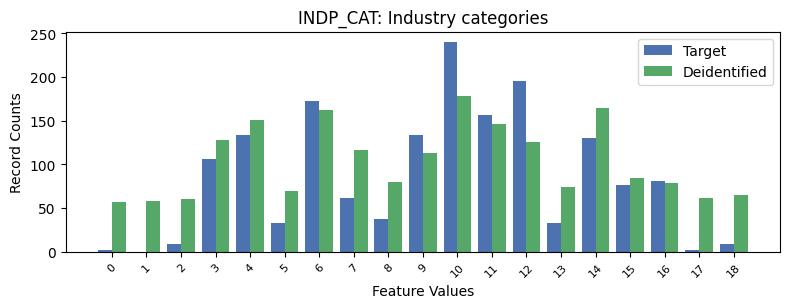 INDP_CAT: Industry categories
250
200
150
100
50
0
Record Counts
Target
Deidentified
0 1 2 3 4 5 6 7 8 9 10 11 12 13 14 15 16 17 18
Feature Values